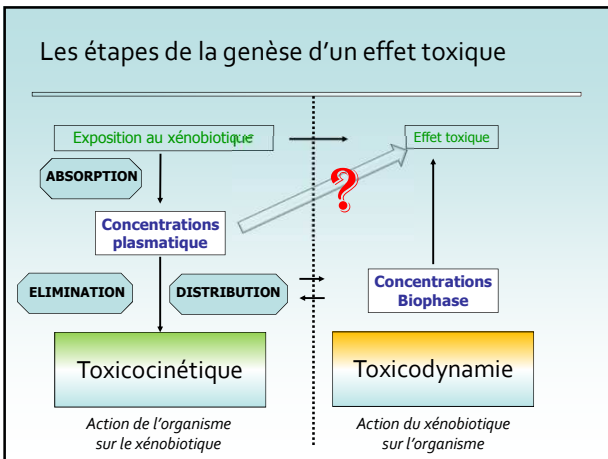 Les étapes de la genèse d'un effet toxique
Exposition au xénobiotique
Effet toxique
ABSORPTION
?
Concentrations
plasmatique
ELIMINATION
DISTRIBUTION
Concentrations
Biophase
Toxicocinétique
Toxicodynamie
Action de l'organisme
sur le xénobiotique
Action du xénobiotique
sur l'organisme